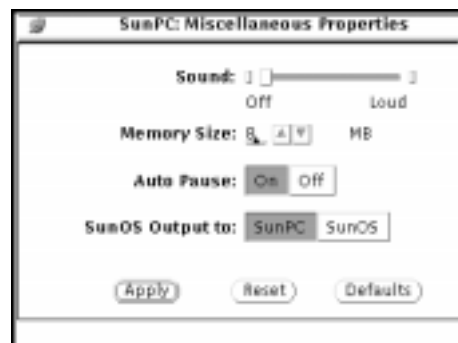 SunPC: Miscellaneous Properties
Sound:
Off Loud
Memory Size: 8 MB
Auto Pause: On Off
SunOS Output to: SunPC SunOS
Apply Reset Defaults